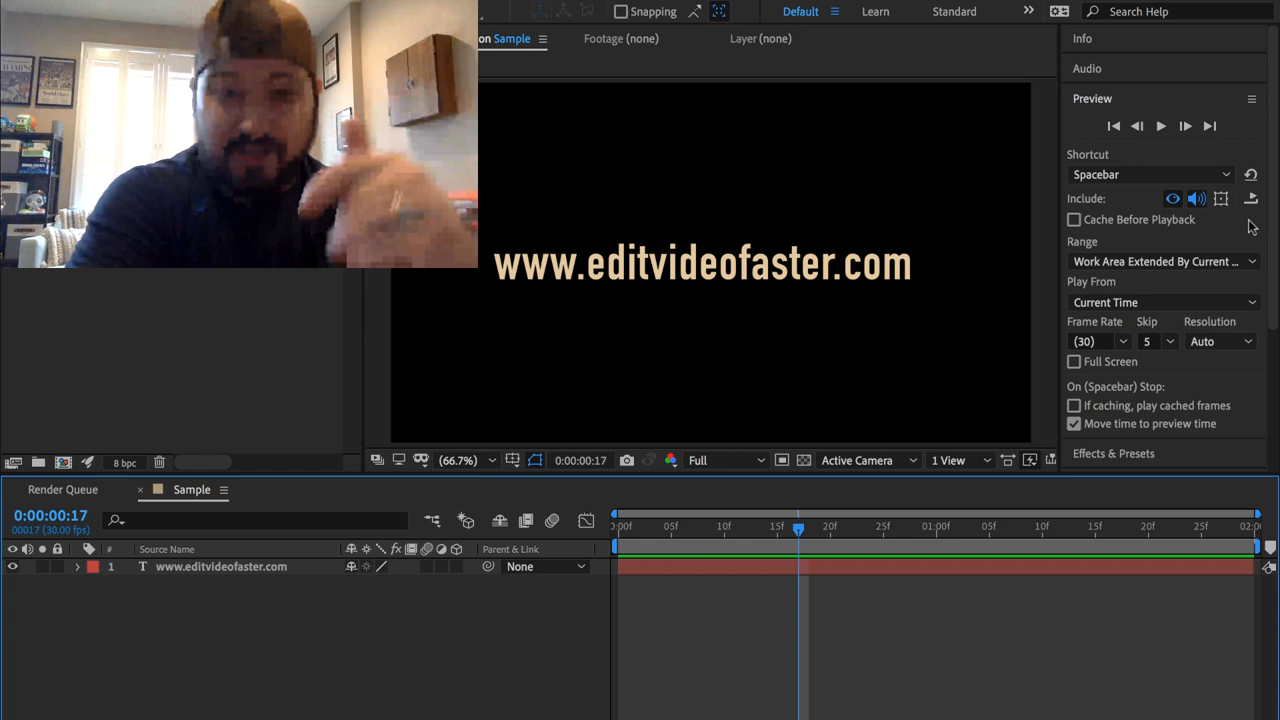 Snapping
Default
Learn
Standard
Search Help
on Sample
Footage (none)
Layer (none)
Info
Audio
Preview
Shortcut
Spacebar
Include:
Cache Before Playback
Range
Work Area Extended By Current ...
Play From
Current Time
Frame Rate Skip Resolution
(30) 5 Auto
Full Screen
On (Spacebar) Stop:
If caching, play cached frames
Move time to preview time
Effects & Presets
www.editvideofaster.com
8 bpc
(66.7%)
0:00:00:17
Full
Active Camera
1 View
Render Queue
Sample
0:00:00:17
00017 (30.00 fps)
0:00f 05f 10f 15f 20f 25f 01:00f 05f 10f 15f 20f 25f 02:0
# Source Name Parent & Link
1 T www.editvideofaster.com None